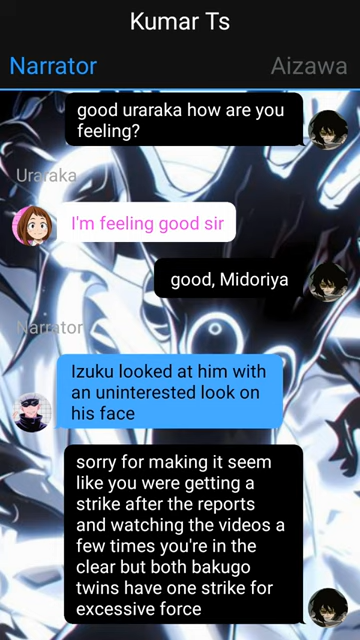 Kumar Ts
Narrator
Aizawa
good uraraka how are you
feeling?
Uraraka
I'm feeling good sir
good, Midoriya
Narrator
Izuku looked at him with
an uninterested look on
his face
sorry for making it seem
like you were getting a
strike after the reports
and watching the videos a
few times you're in the
clear but both bakugo
twins have one strike for
excessive force